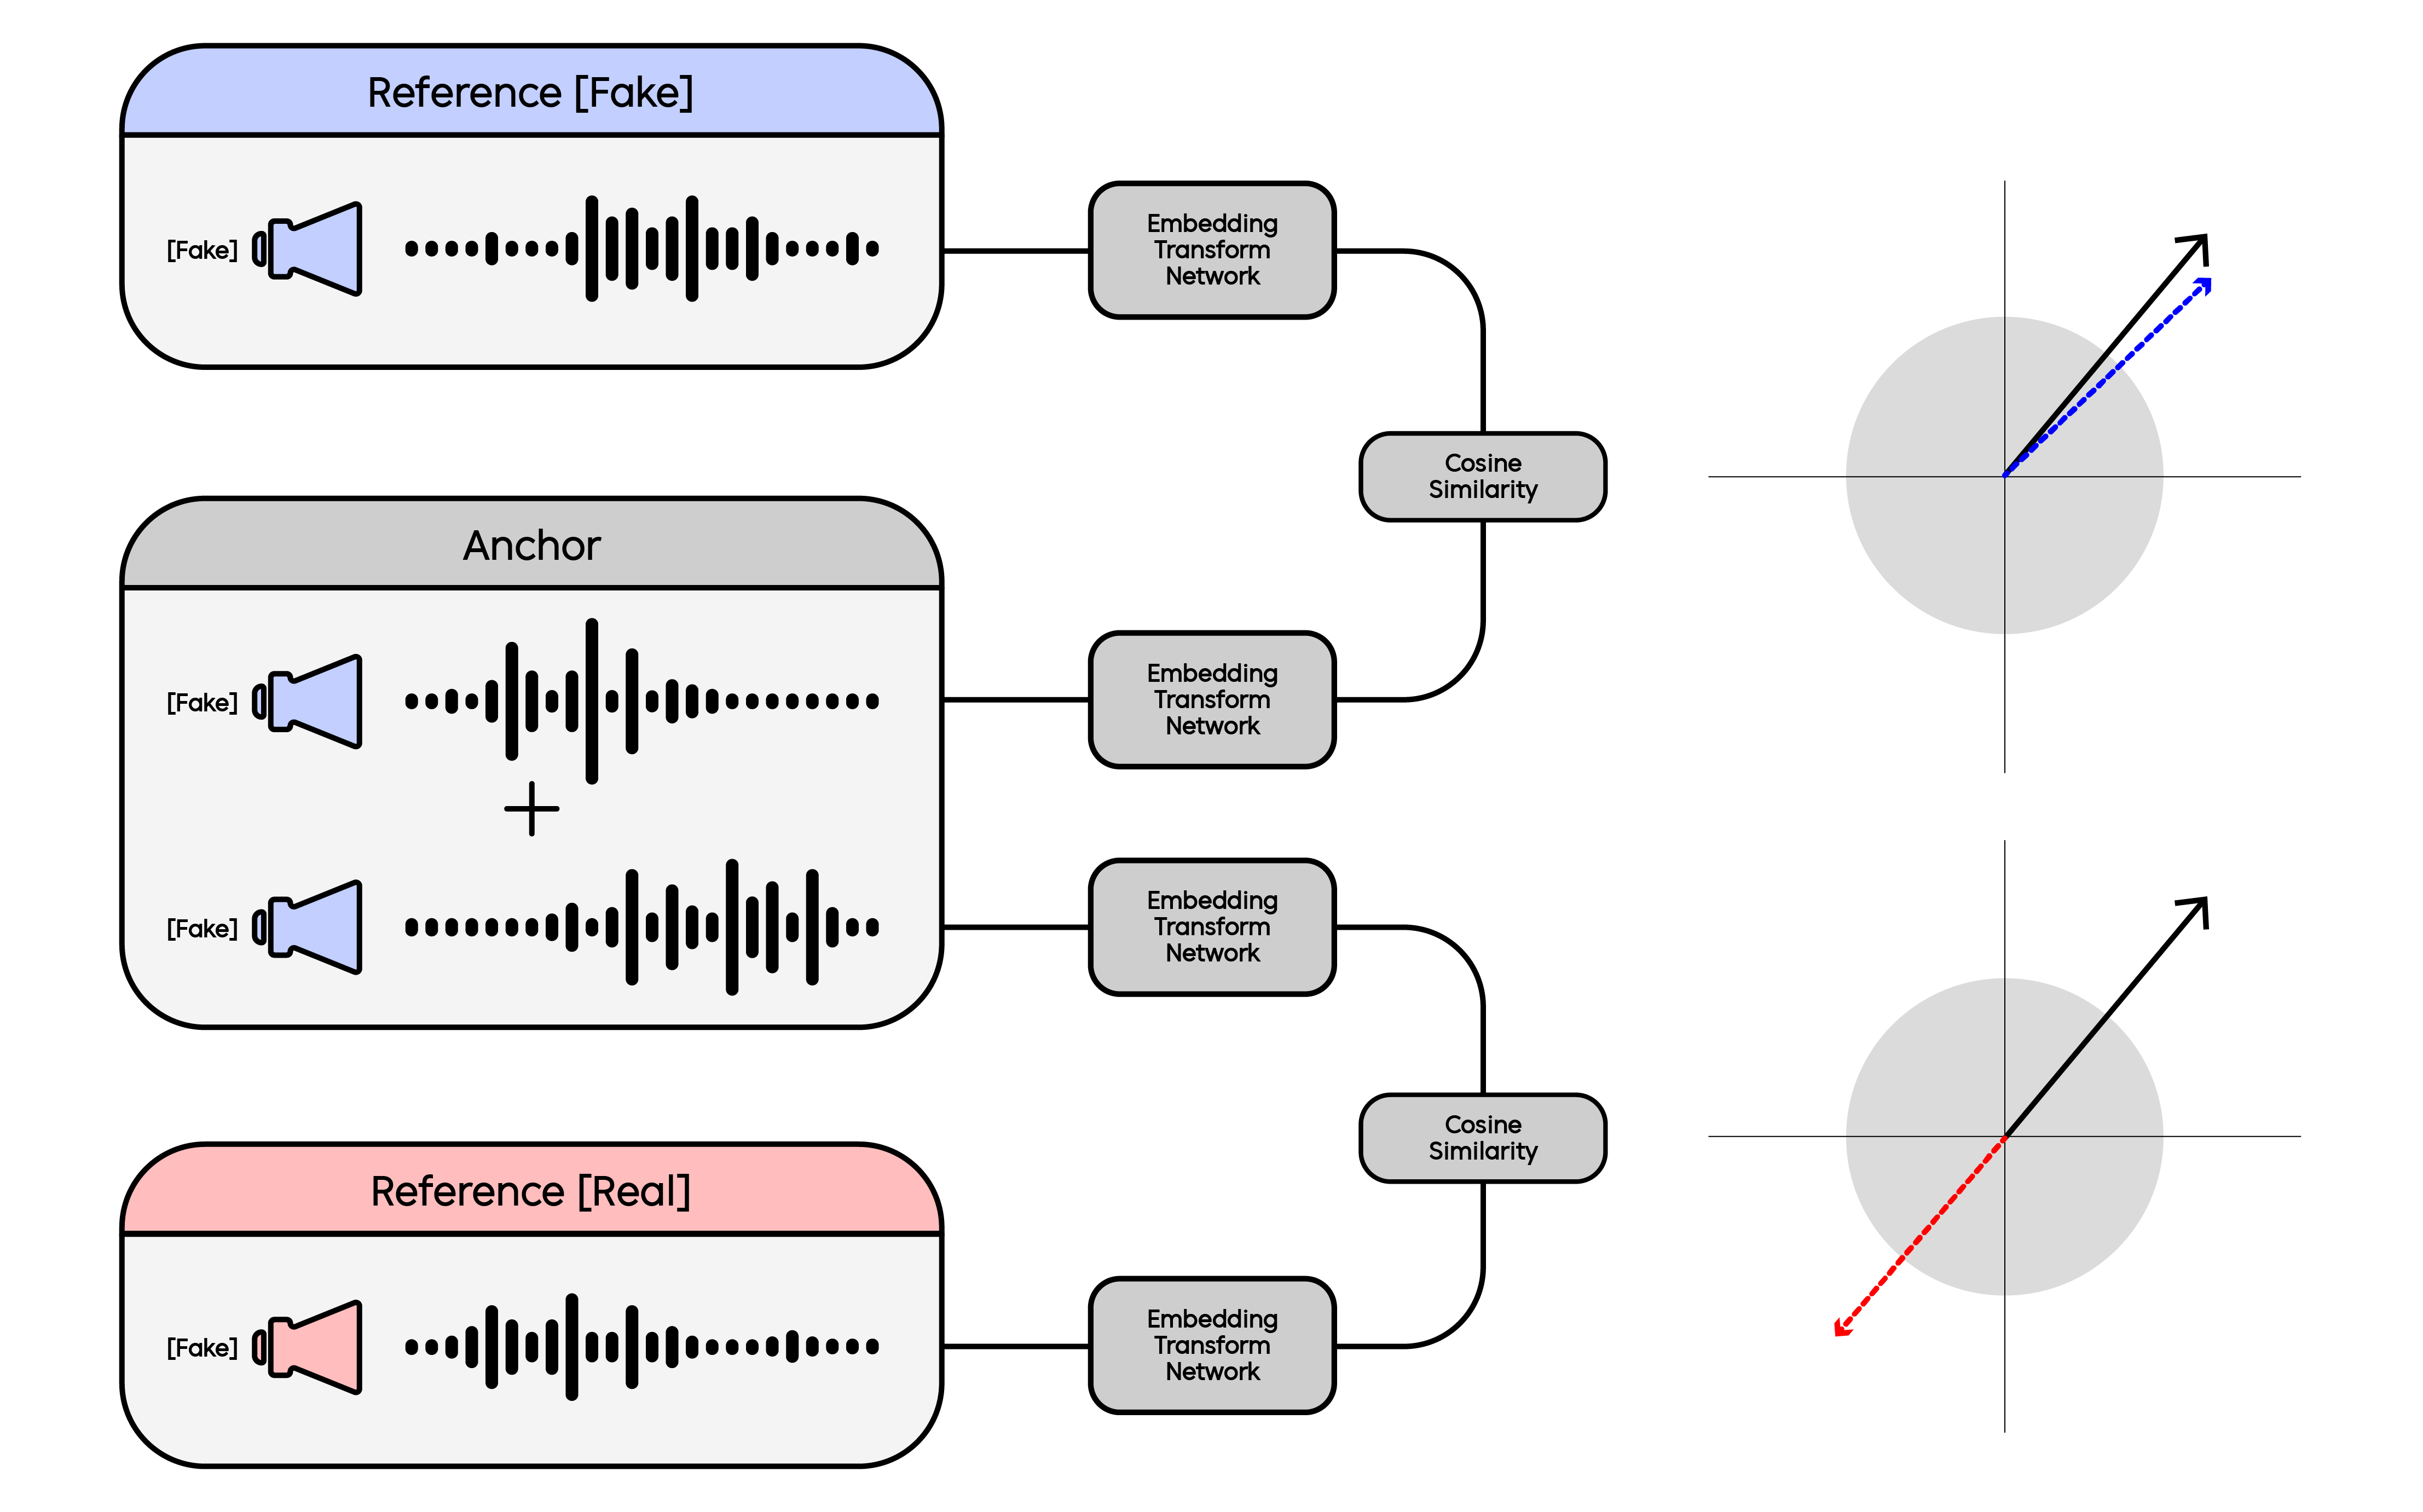 Reference [Fake]
[Fake]
Embedding
Transform
Network
Cosine
Similarity
Anchor
[Fake]
Embedding
Transform
Network
[Fake]
Embedding
Transform
Network
Cosine
Similarity
Reference [Real]
[Fake]
Embedding
Transform
Network